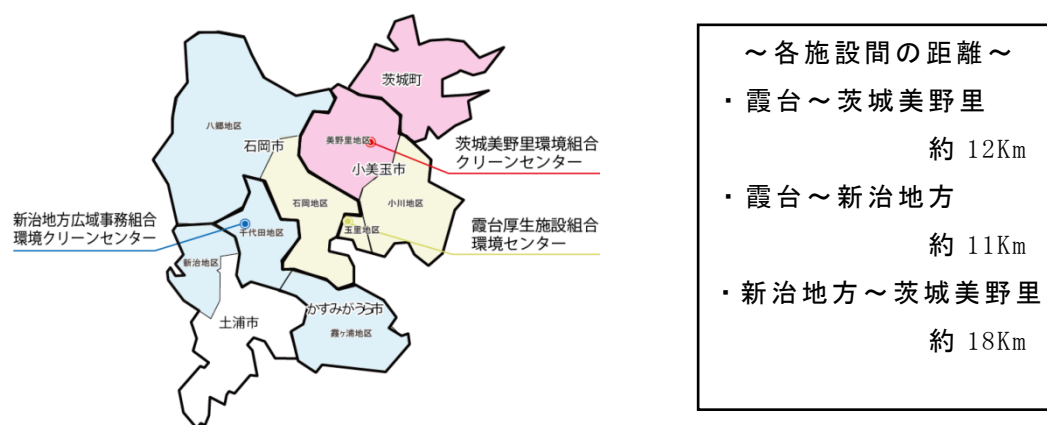 茨城町
八郷地区
石岡市
美野里地区
茨城美野里環境組合
クリーンセンター
小美玉市
石岡地区
小川地区
新治地方広域事務組合
環境クリーンセンター
千代田地区
玉里地区
霞台厚生施設組合
環境センター
新治地区
かすみがうら市
土浦市
霞ヶ浦地区
～各施設間の距離～
・霞台～茨城美野里
約 12Km
・霞台～新治地方
約 11Km
・新治地方～茨城美野里
約 18Km